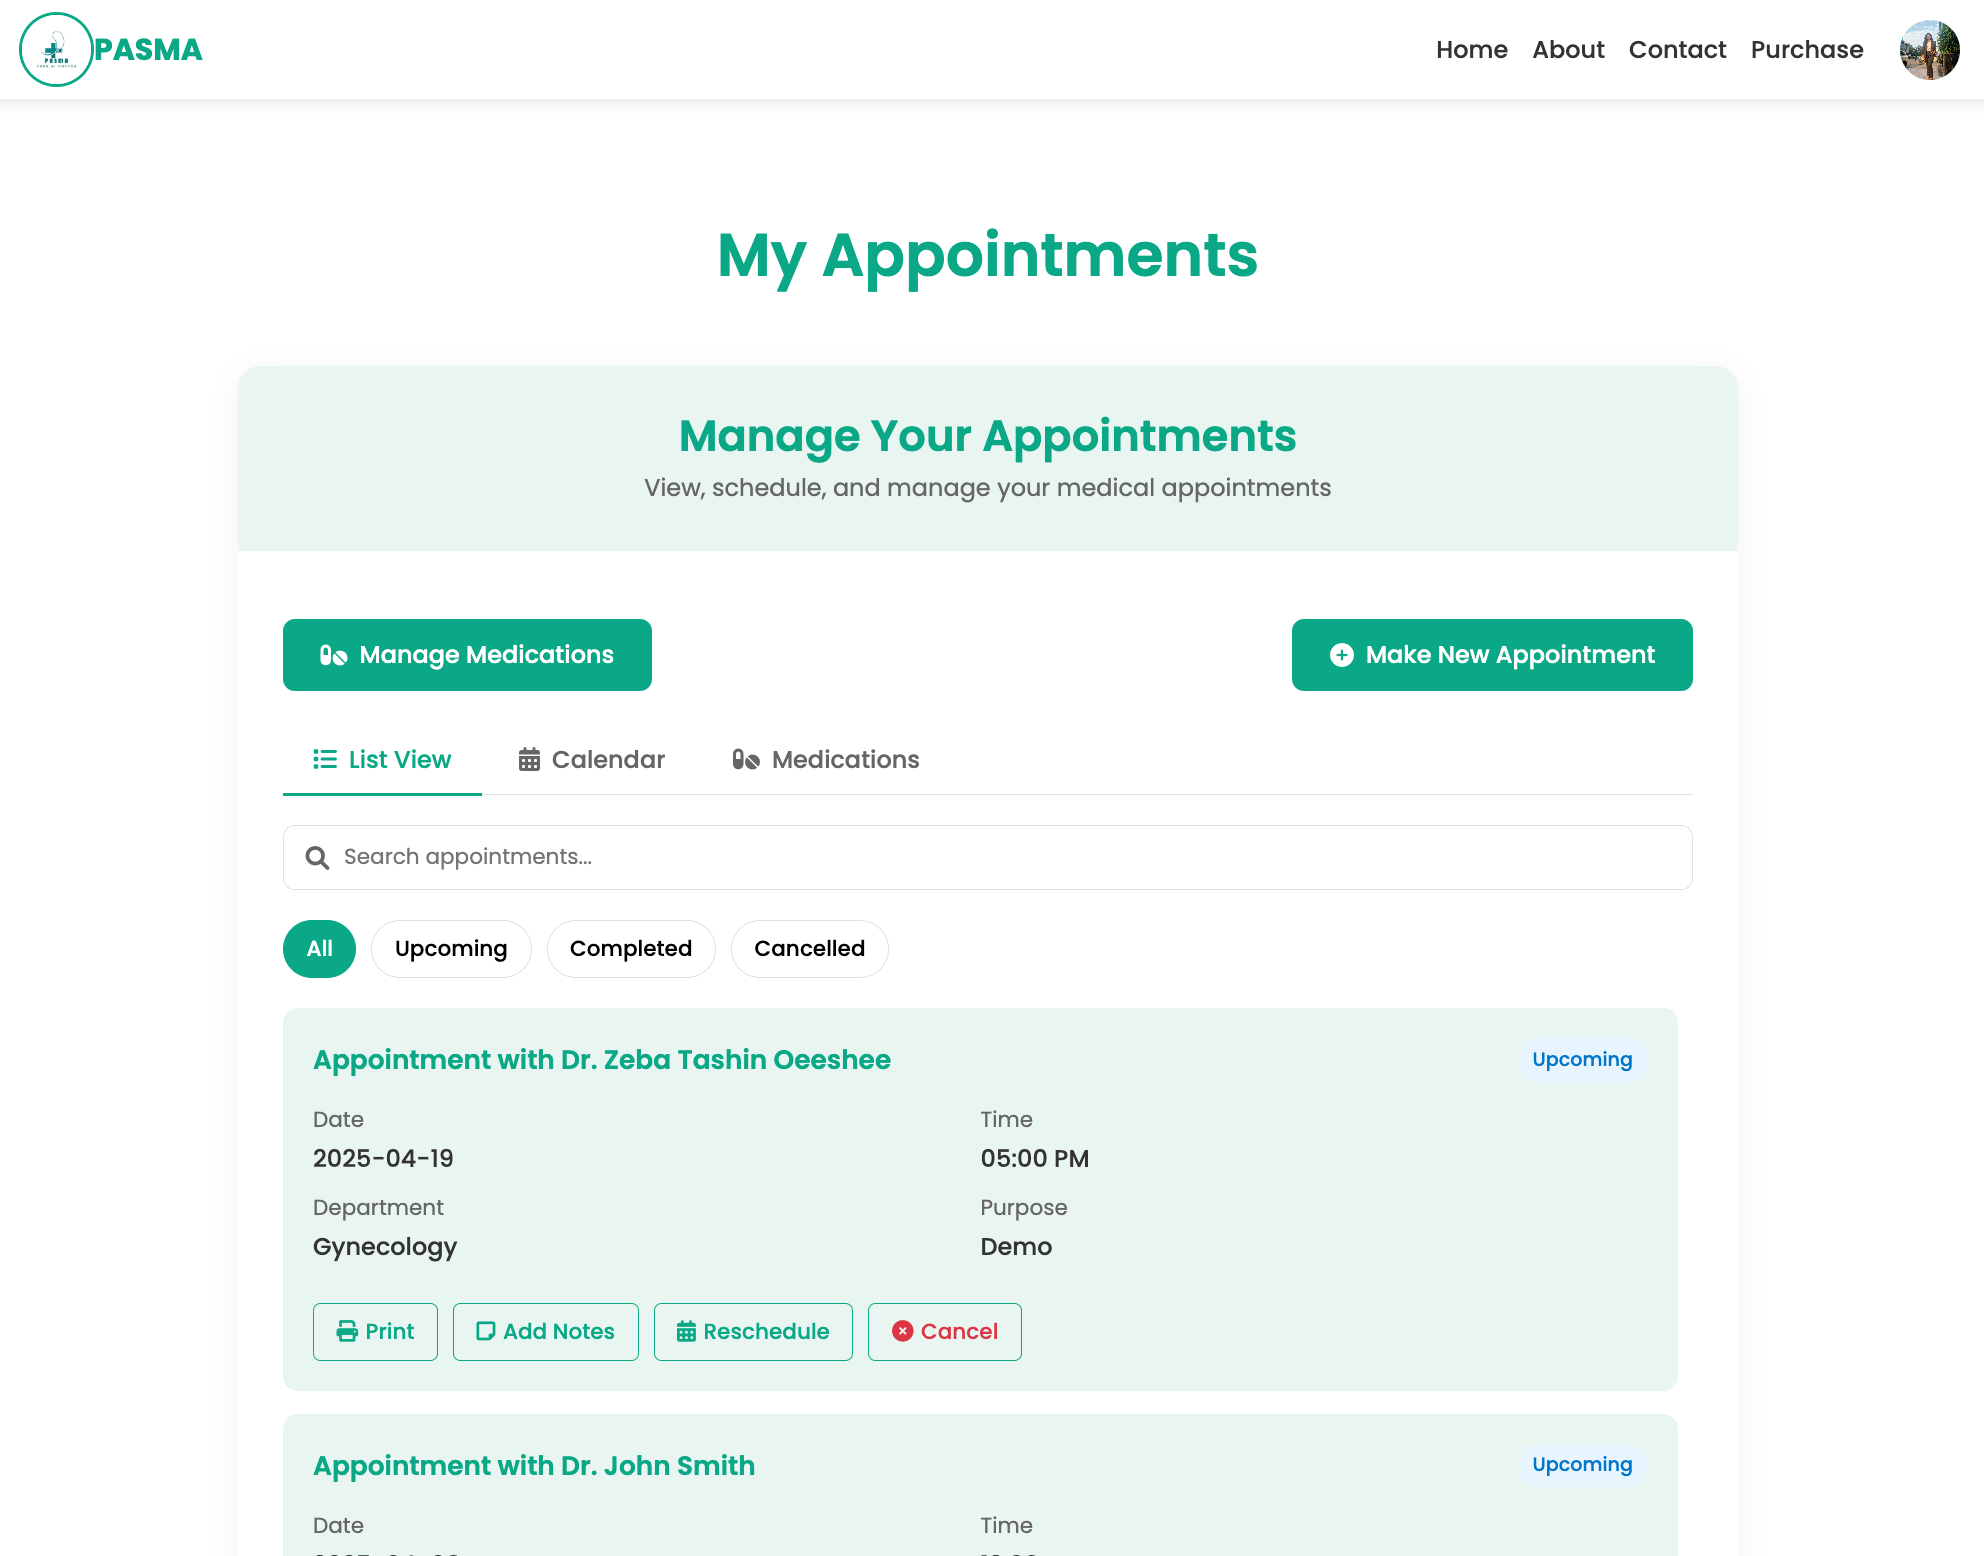 PASMA
PASMA
Home About Contact Purchase
My Appointments
Manage Your Appointments
View, schedule, and manage your medical appointments
Manage Medications
Make New Appointment
List View Calendar Medications
Search appointments...
All Upcoming Completed Cancelled
Appointment with Dr. Zeba Tashin Oeeshee Upcoming
Date Time
2025-04-19 05:00 PM
Department Purpose
Gynecology Demo
Print Add Notes Reschedule Cancel
Appointment with Dr. John Smith Upcoming
Date Time